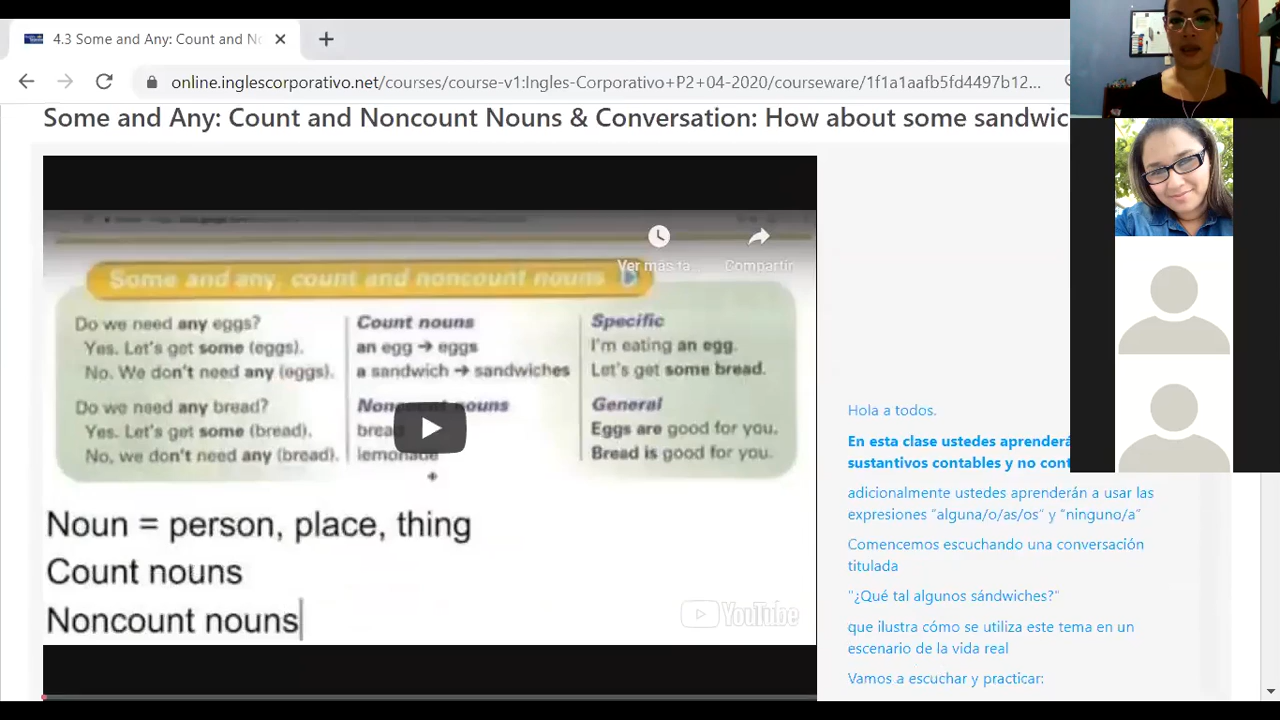 4.3 Some and Any: Count and No
online.inglescorporativo.net/courses/course-v1:Ingles-Corporativo+P2+04-2020/courseware/1f1a1aafb5fd4497b12...
Some and Any: Count and Noncount Nouns & Conversation: How about some sandwic
Ver más ta...
Compartir
Some and any, count and noncount nouns
Do we need any eggs?
Yes. Let's get some (eggs).
No. We don't need any (eggs).
Do we need any bread?
Yes. Let's get some (bread).
No, we don't need any (bread).
Count nouns
an egg → eggs
a sandwich → sandwiches
Noncount nouns
bread
lemonade
Specific
I'm eating an egg.
Let's get some bread.
General
Eggs are good for you.
Bread is good for you.
Noun = person, place, thing
Count nouns
Noncount nouns
YouTube
Hola a todos.
En esta clase ustedes aprenderá
sustantivos contables y no cont
adicionalmente ustedes aprenderán a usar las
expresiones "alguna/o/as/os" y "ninguno/a"
Comencemos escuchando una conversación
titulada
"¿Qué tal algunos sándwiches?"
que ilustra cómo se utiliza este tema en un
escenario de la vida real
Vamos a escuchar y practicar: